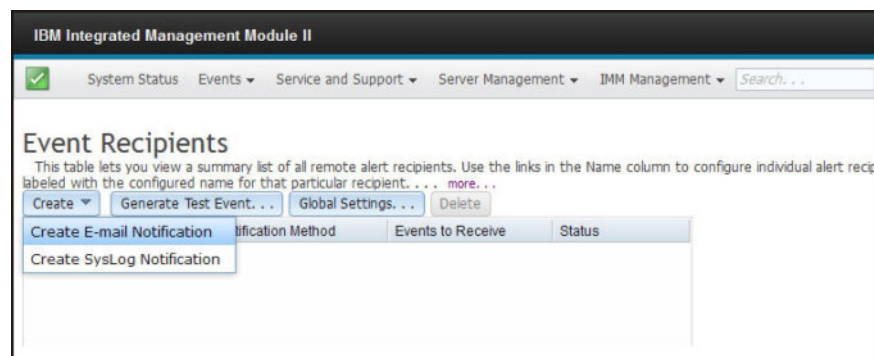 IBM Integrated Management Module II
System Status Events Service and Support Server Management IMM Management Search. . .
Event Recipients
This table lets you view a summary list of all remote alert recipients. Use the links in the Name column to configure individual alert
labeled with the configured name for that particular recipient. . . . more. . .
Create Generate Test Event. . . Global Settings. . . Delete
Create E-mail Notification Method Events to Receive Status
Create SysLog Notification